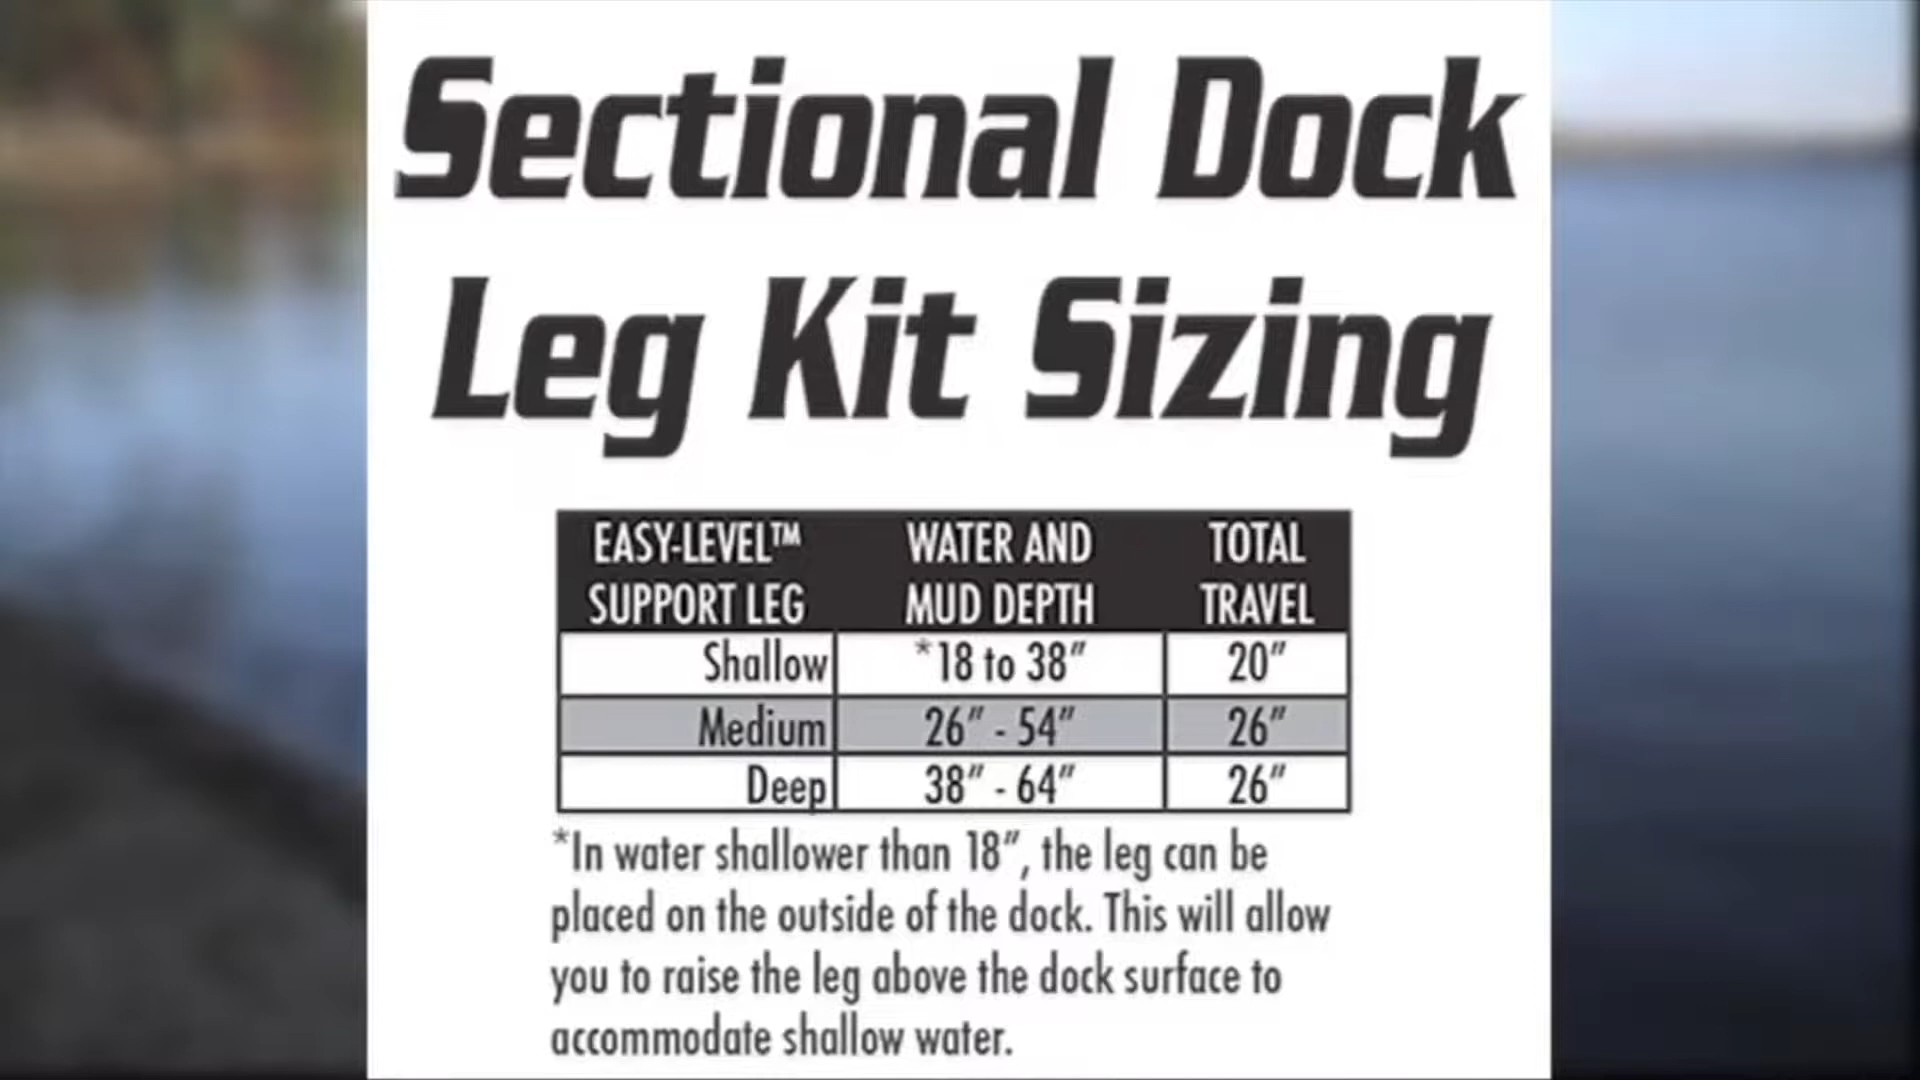 Sectional Dock
Leg Kit Sizing
EASY-LEVEL™ SUPPORT LEG WATER AND MUD DEPTH TOTAL TRAVEL
Shallow *18 to 38″ 20″
Medium 26″ - 54″ 26″
Deep 38″ - 64″ 26″
*In water shallower than 18″, the leg can be
placed on the outside of the dock. This will allow
you to raise the leg above the dock surface to
accommodate shallow water.